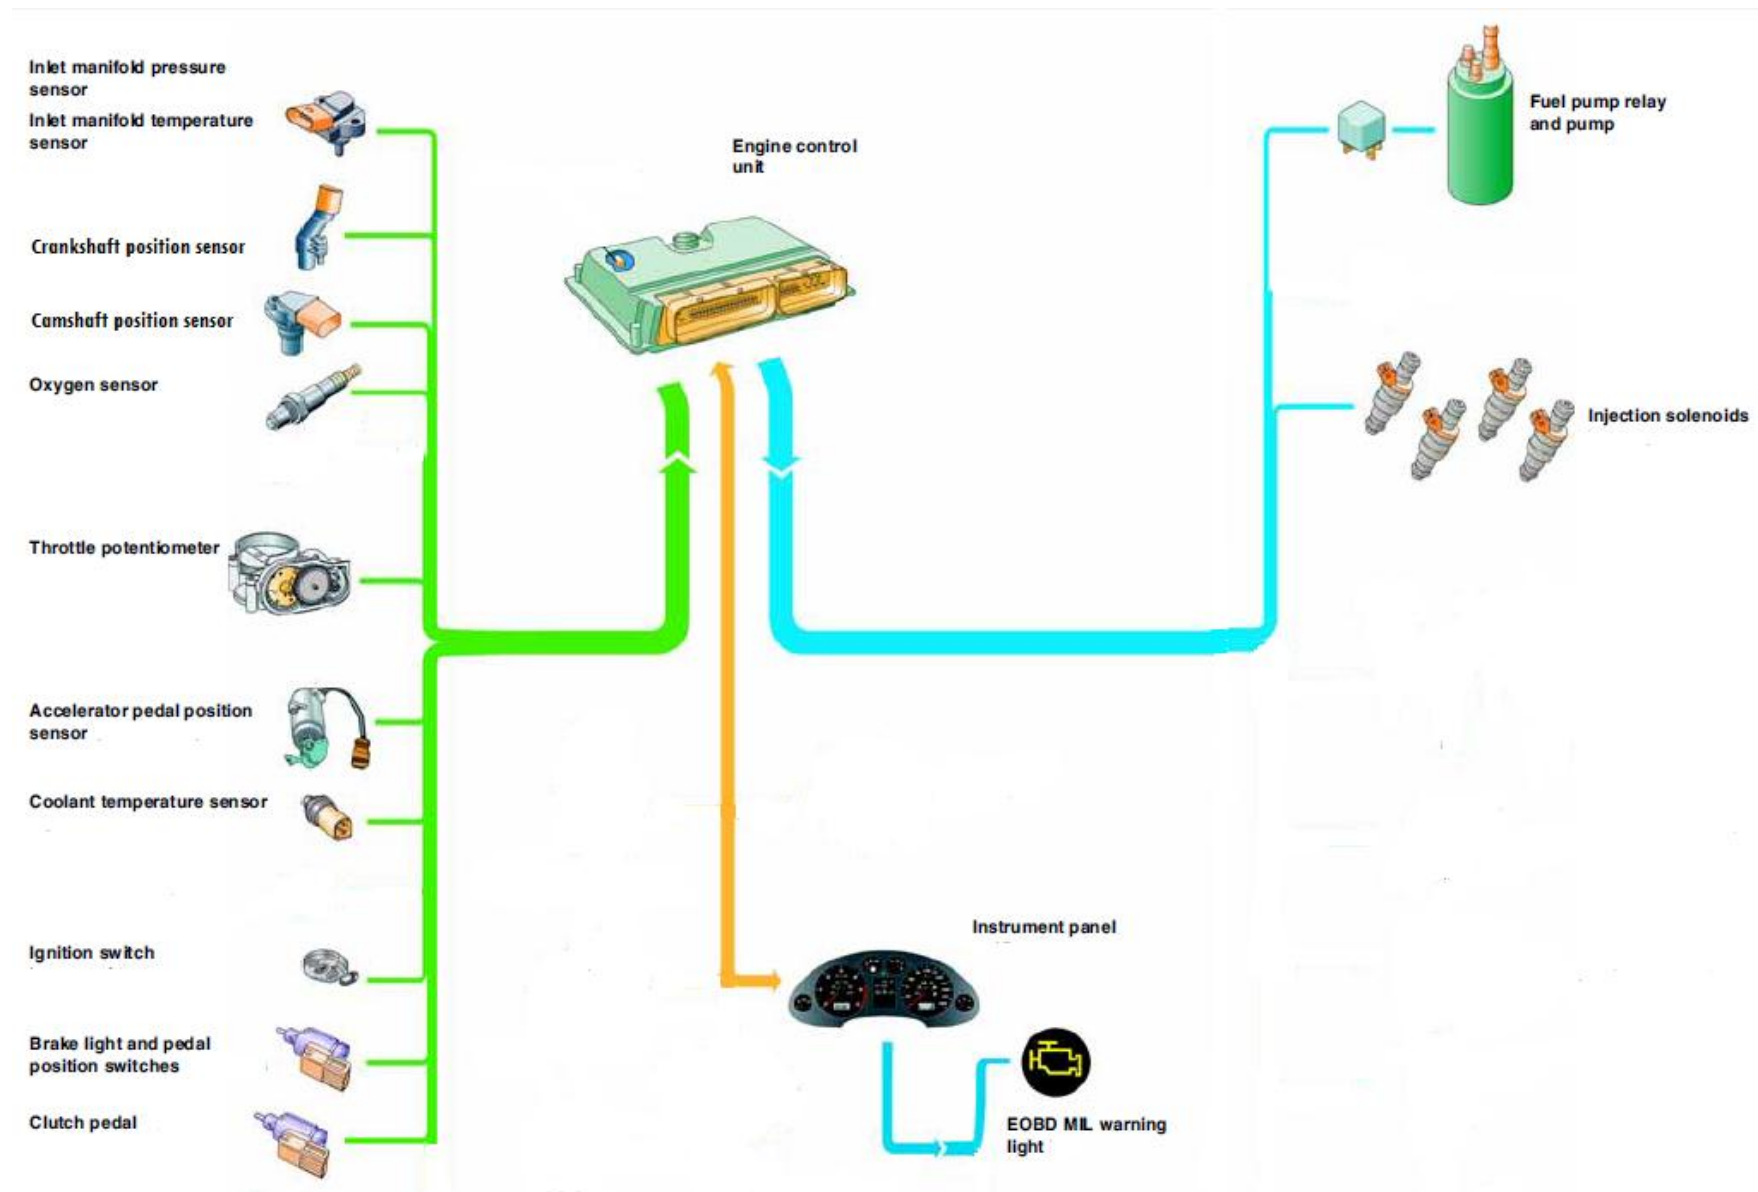 Inlet manifold pressure
sensor
Inlet manifold temperature
sensor
Crankshaft position sensor
Camshaft position sensor
Oxygen sensor
Throttle potentiometer
Accelerator pedal position
sensor
Coolant temperature sensor
Ignition switch
Brake light and pedal
position switches
Clutch pedal
Engine control
unit
Fuel pump relay
and pump
Injection solenoids
Instrument panel
EOBD MIL warning
light